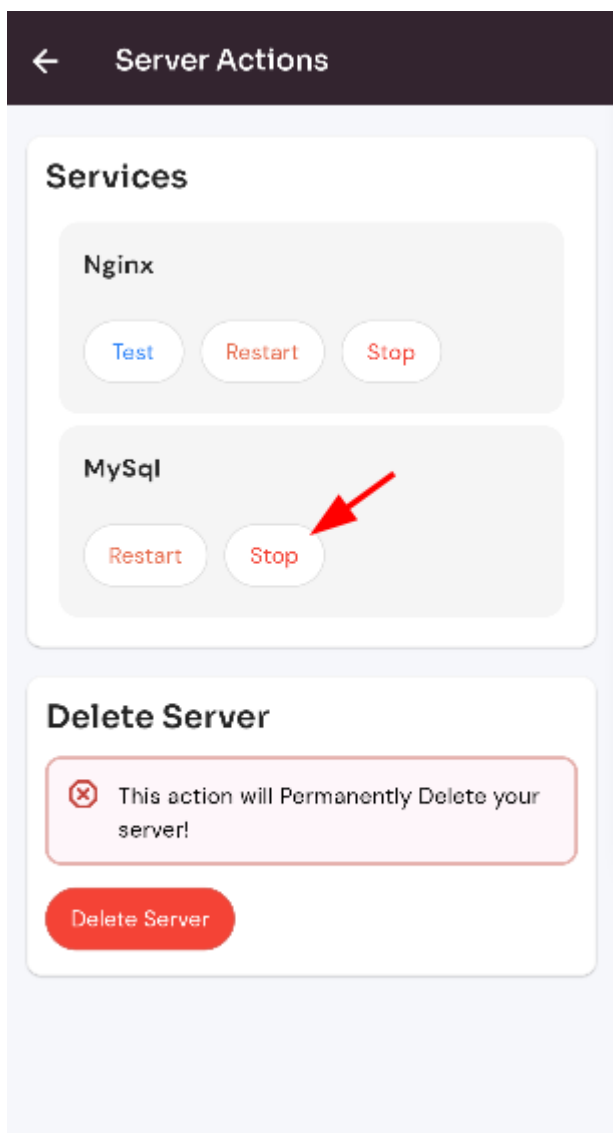 Server Actions
Services
Nginx
Test Restart Stop
MySql
Restart Stop
Delete Server
This action will Permanently Delete your
server!
Delete Server